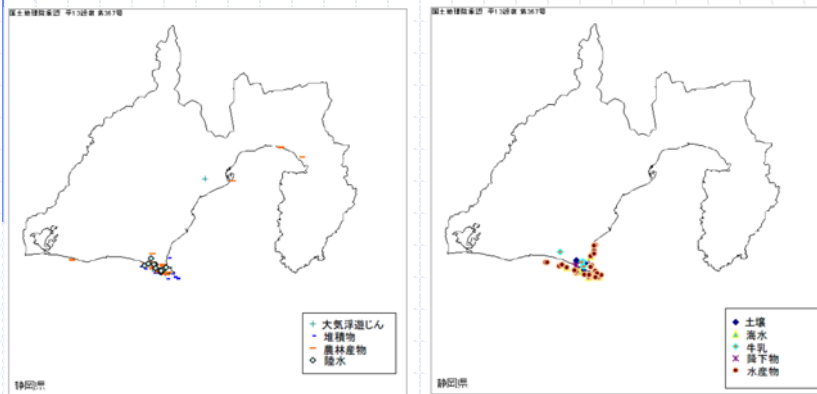 国土地理院承認 平13総複 第367号
大気浮遊じん
堆積物
農林産物
陸水
静岡県
国土地理院承認 平13総複 第367号
土壌
海水
牛乳
降下物
水産物
静岡県